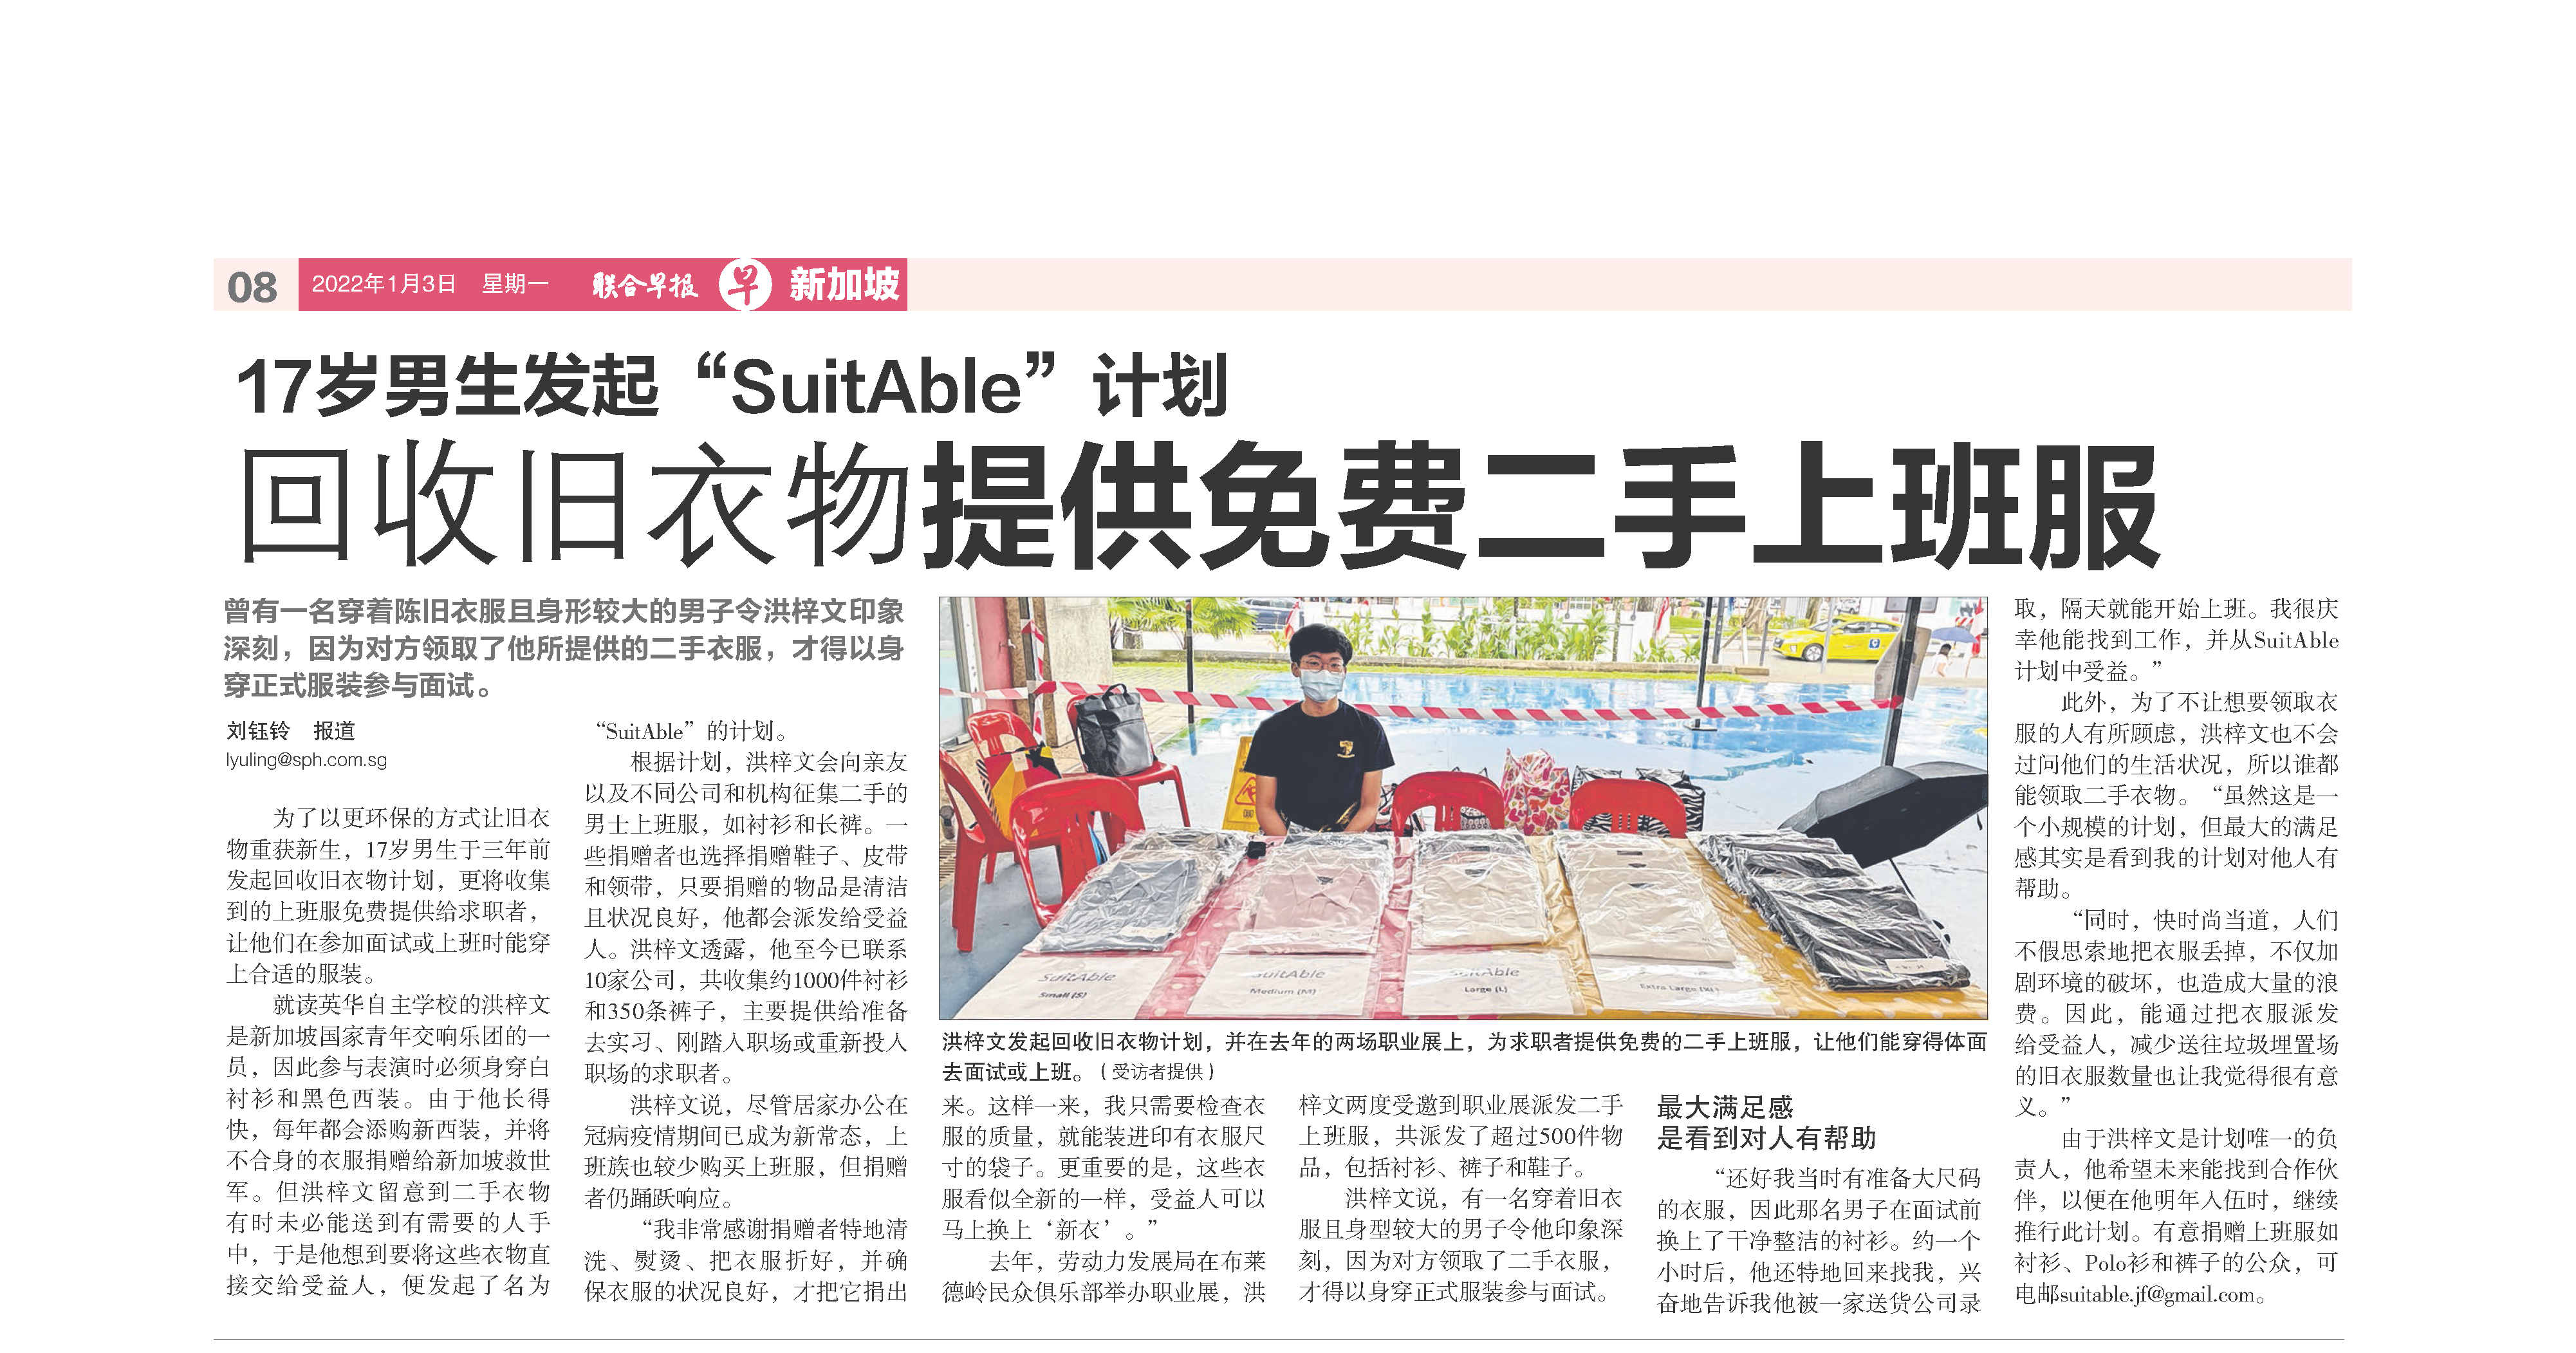 08
2022年1月3日 星期一 联合早报 早 新加坡
17岁男生发起“SuitAble”计划
回收旧衣物提供免费二手上班服
曾有一名穿着陈旧衣服且身形较大的男子令洪梓文印象
深刻，因为对方领取了他所提供的二手衣服，才得以身
穿正式服装参与面试。
刘钰铃 报道
lyuling@sph.com.sg
为了以更环保的方式让旧衣
物重获新生，17岁男生于三年前
发起回收旧衣物计划，更将收集
到的上班服免费提供给求职者，
让他们在参加面试或上班时能穿
上合适的服装。
就读英华自主学校的洪梓文
是新加坡国家青年交响乐团的一
员，因此参与表演时必须身穿白
衬衫和黑色西装。由于他长得
快，每年都会添购新西装，并将
不合身的衣服捐赠给新加坡救世
军。但洪梓文留意到二手衣物
有时未必能送到有需要的人手
中，于是他想到要将这些衣物直
接交给受益人，便发起了名为
“SuitAble”的计划。
根据计划，洪梓文会向亲友
以及不同公司和机构征集二手的
男士上班服，如衬衫和长裤。一
些捐赠者也选择捐赠鞋子、皮带
和领带，只要捐赠的物品是清洁
且状况良好，他都会派发给受益
人。洪梓文透露，他至今已联系
10家公司，共收集约1000件衬衫
和350条裤子，主要提供给准备
去实习、刚踏入职场或重新投入
职场的求职者。
洪梓文说，尽管居家办公在
冠病疫情期间已成为新常态，上
班族也较少购买上班服，但捐赠
者仍踊跃响应。
“我非常感谢捐赠者特地清
洗、熨烫、把衣服折好，并确
保衣服的状况良好，才把它捐出
SuitAble
Small (S)
SuitAble
Medium (M)
SuitAble
Large (L)
Extra Large (XL)
洪梓文发起回收旧衣物计划，并在去年的两场职业展上，为求职者提供免费的二手上班服，让他们能穿得体面
去面试或上班。（受访者提供）
来。这样一来，我只需要检查衣
服的质量，就能装进印有衣服尺
寸的袋子。更重要的是，这些衣
服看似全新的一样，受益人可以
马上换上‘新衣’。”
去年，劳动力发展局在布莱
德岭民众俱乐部举办职业展，洪
梓文两度受邀到职业展派发二手
上班服，共派发了超过500件物
品，包括衬衫、裤子和鞋子。
洪梓文说，有一名穿着旧衣
服且身型较大的男子令他印象深
刻，因为对方领取了二手衣服，
才得以身穿正式服装参与面试。
最大满足感
是看到对人有帮助
“还好我当时有准备大尺码
的衣服，因此那名男子在面试前
换上了干净整洁的衬衫。约一个
小时后，他还特地回来找我，兴
奋地告诉我他被一家送货公司录
取，隔天就能开始上班。我很庆
幸他能找到工作，并从SuitAble
计划中受益。”
此外，为了不让想要领取衣
服的人有所顾虑，洪梓文也不会
过问他们的生活状况，所以谁都
能领取二手衣物。“虽然这是一
个小规模的计划，但最大的满足
感其实是看到我的计划对他人有
帮助。
“同时，快时尚当道，人们
不假思索地把衣服丢掉，不仅加
剧环境的破坏，也造成大量的浪
费。因此，能通过把衣服派发
给受益人，减少送往垃圾埋置场
的旧衣服数量也让我觉得很有意
义。”
由于洪梓文是计划唯一的负
责人，他希望未来能找到合作伙
伴，以便在他明年入伍时，继续
推行此计划。有意捐赠上班服如
衬衫、Polo衫和裤子的公众，可
电邮suitable.jf@gmail.com。